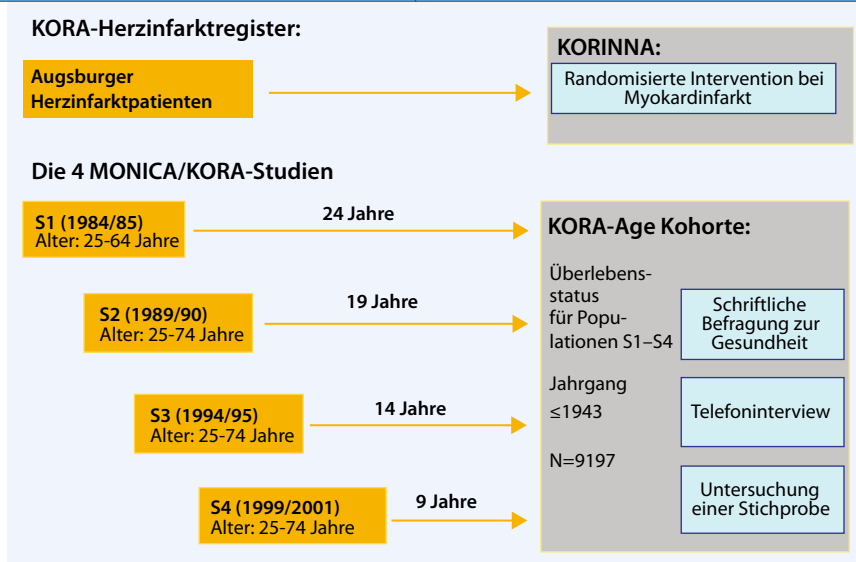 KORA-Herzinfarktregister:
Augsburger
Herzinfarktpatienten
KORINNA:
Randomisierte Intervention bei
Myokardinfarkt
Die 4 MONICA/KORA-Studien
S1 (1984/85)
Alter: 25-64 Jahre
24 Jahre
S2 (1989/90)
Alter: 25-74 Jahre
19 Jahre
S3 (1994/95)
Alter: 25-74 Jahre
14 Jahre
S4 (1999/2001)
Alter: 25-74 Jahre
9 Jahre
KORA-Age Kohorte:
Überlebens-
status
für Popu-
lationen S1–S4
Jahrgang
≤1943
N=9197
Schriftliche
Befragung zur
Gesundheit
Telefoninterview
Untersuchung
einer Stichprobe